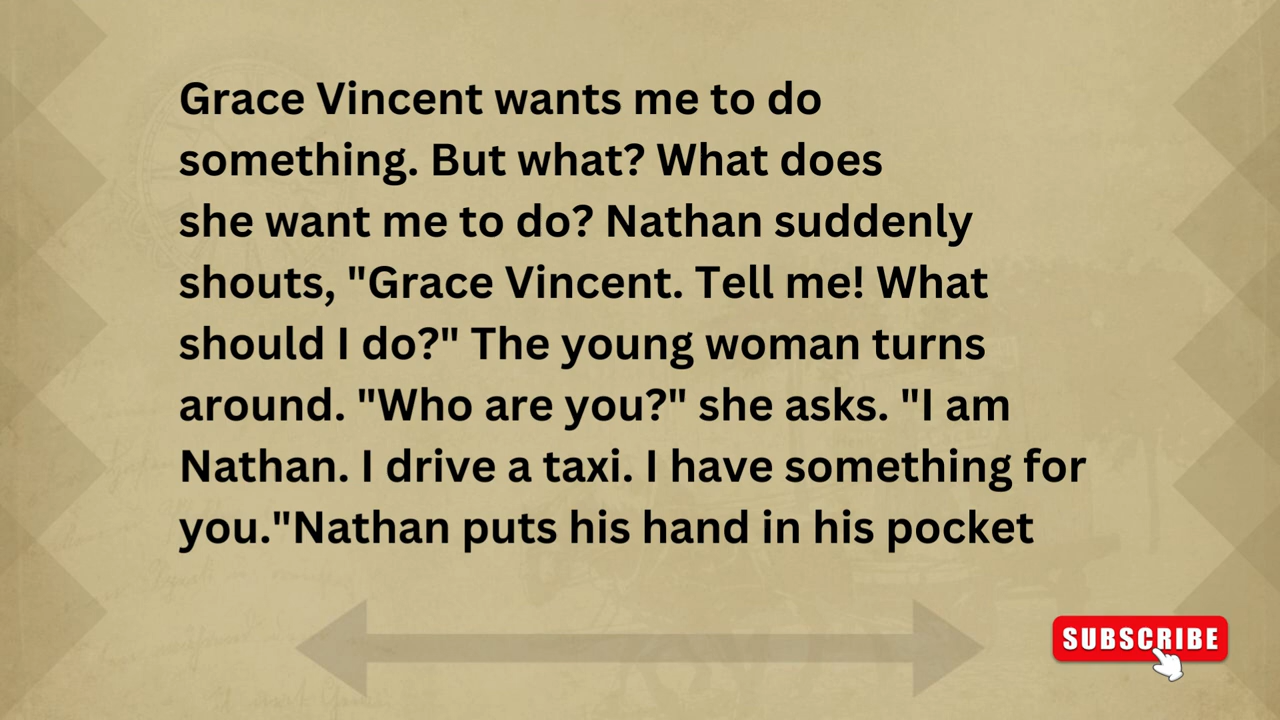 Grace Vincent wants me to do
something. But what? What does
she want me to do? Nathan suddenly
shouts, "Grace Vincent. Tell me! What
should I do?" The young woman turns
around. "Who are you?" she asks. "I am
Nathan. I drive a taxi. I have something for
you."Nathan puts his hand in his pocket
SUBSCRIBE